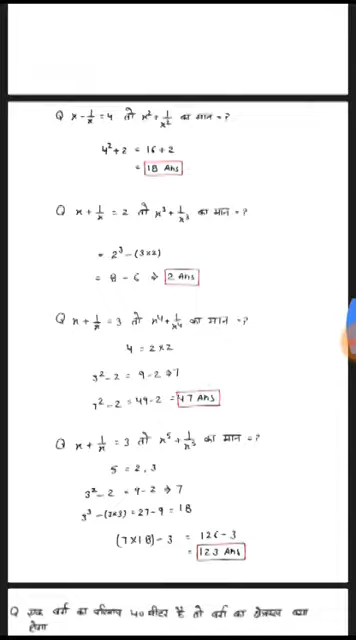 Q x - 1/x = 4 तो x² + 1/x² का मान = ?
4² + 2 = 16 + 2
= 18 Ans
Q x + 1/x = 2 तो x³ + 1/x³ का मान = ?
= 2³ - (3×2)
= 8 - 6 ⇒ 2 Ans
Q x + 1/x = 3 तो x⁴ + 1/x⁴ का मान = ?
4 = 2×2
3² - 2 = 9 - 2 ⇒ 7
7² - 2 = 49 - 2 = 47 Ans
Q x + 1/x = 3 तो x⁵ + 1/x⁵ का मान = ?
5 = 2, 3
3² - 2 = 9 - 2 ⇒ 7
3³ - (3×3) = 27 - 9 = 18
(7×18) - 3 = 126 - 3
= 123 Ans
Q एक वर्ग का परिमाप 40 मीटर है तो वर्ग का क्षेत्रफल क्या
होगा